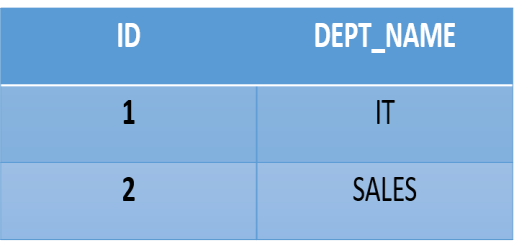 ID DEPT_NAME
1 IT
2 SALES